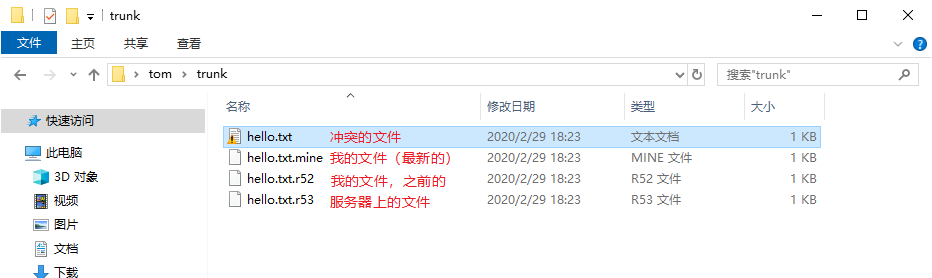 trunk
文件 主页 共享 查看
tom trunk 搜索"trunk"
名称 修改日期 类型 大小
快速访问
hello.txt 冲突的文件 2020/2/29 18:23 文本文档 1 KB
此电脑
hello.txt.mine 我的文件（最新的） 2020/2/29 18:23 MINE 文件 1 KB
3D 对象
hello.txt.r52 我的文件，之前的 2020/2/29 18:23 R52 文件 1 KB
视频
hello.txt.r53 服务器上的文件 2020/2/29 18:23 R53 文件 1 KB
图片
文档
下载